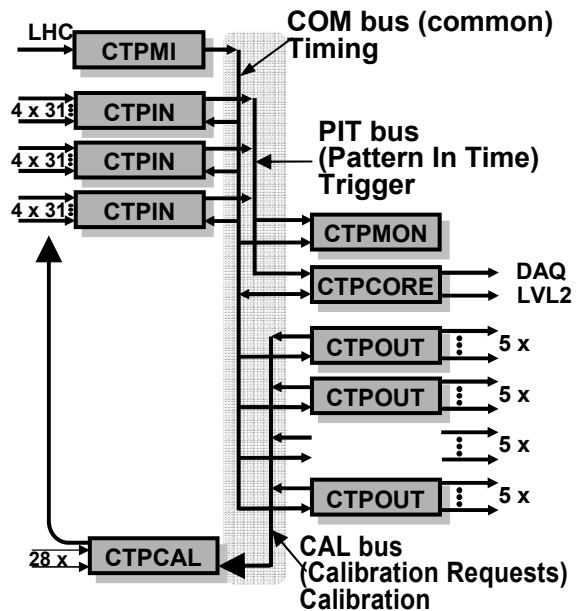 LHC
CTPMI
COM bus (common)
Timing
4 x 31
CTPIN
4 x 31
CTPIN
4 x 31
CTPIN
PIT bus
(Pattern In Time)
Trigger
CTPMON
CTPCORE
DAQ
LVL2
CTPOUT
5 x
CTPOUT
5 x
5 x
CTPOUT
5 x
28 x
CTPCAL
CAL bus
(Calibration Requests)
Calibration